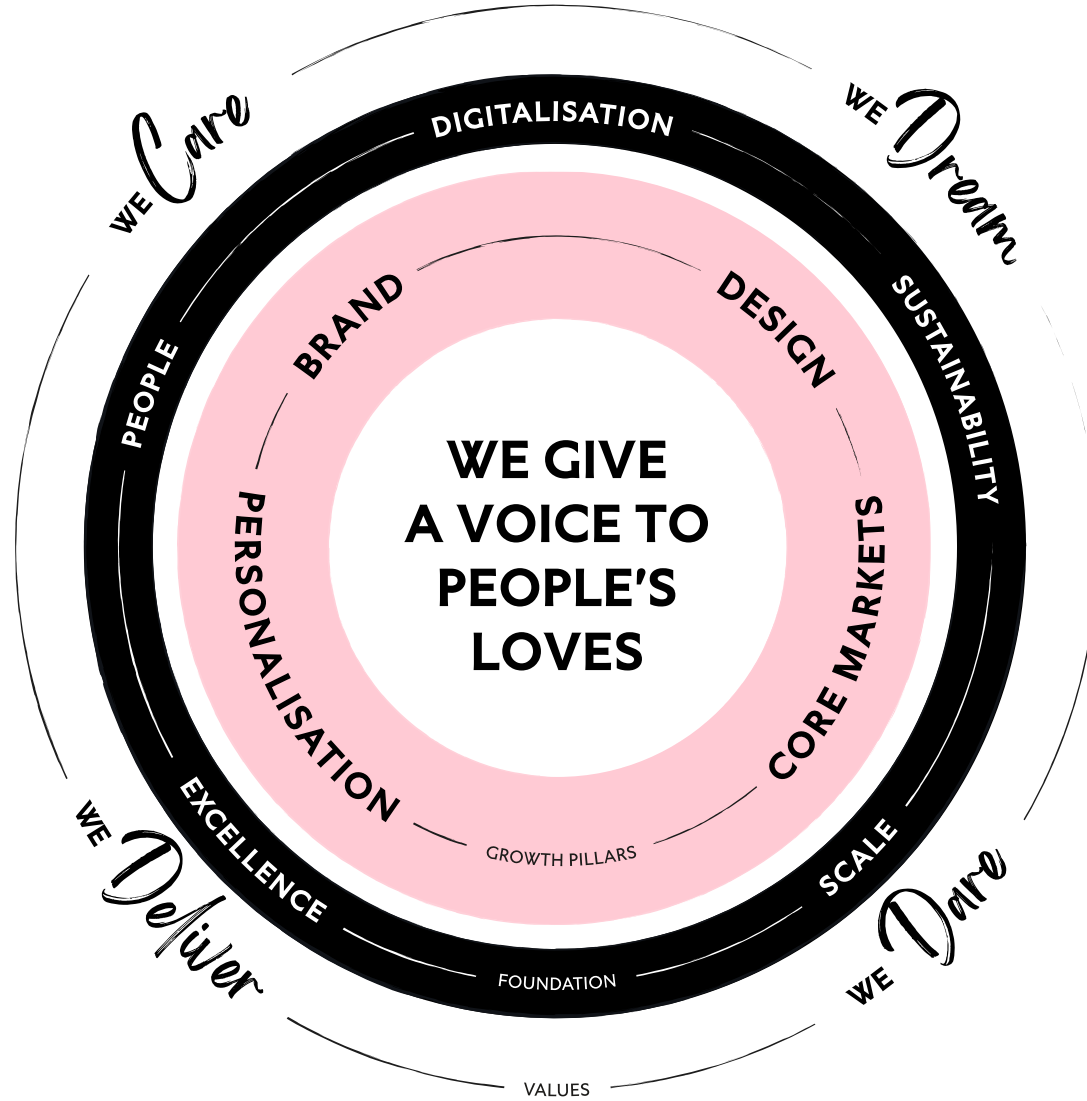 WE Care
WE Dream
DIGITALISATION
PEOPLE
SUSTAINABILITY
BRAND
DESIGN
WE GIVE
A VOICE TO
PEOPLE'S
LOVES
PERSONALISATION
CORE MARKETS
GROWTH PILLARS
EXCELLENCE
SCALE
FOUNDATION
WE Deliver
WE Dare
VALUES